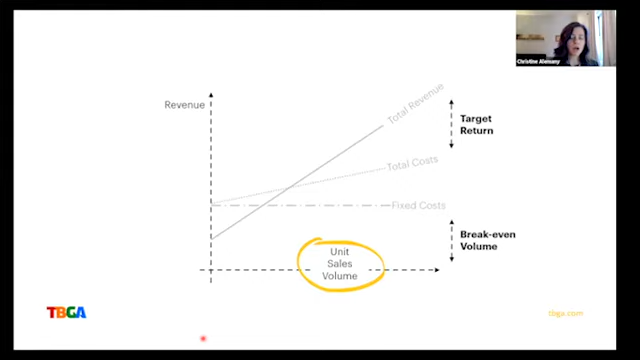 Christine Alemany
Revenue
Total Revenue
Target
Return
Total Costs
Fixed Costs
Break-even
Volume
Unit
Sales
Volume
TBGA
tbga.com